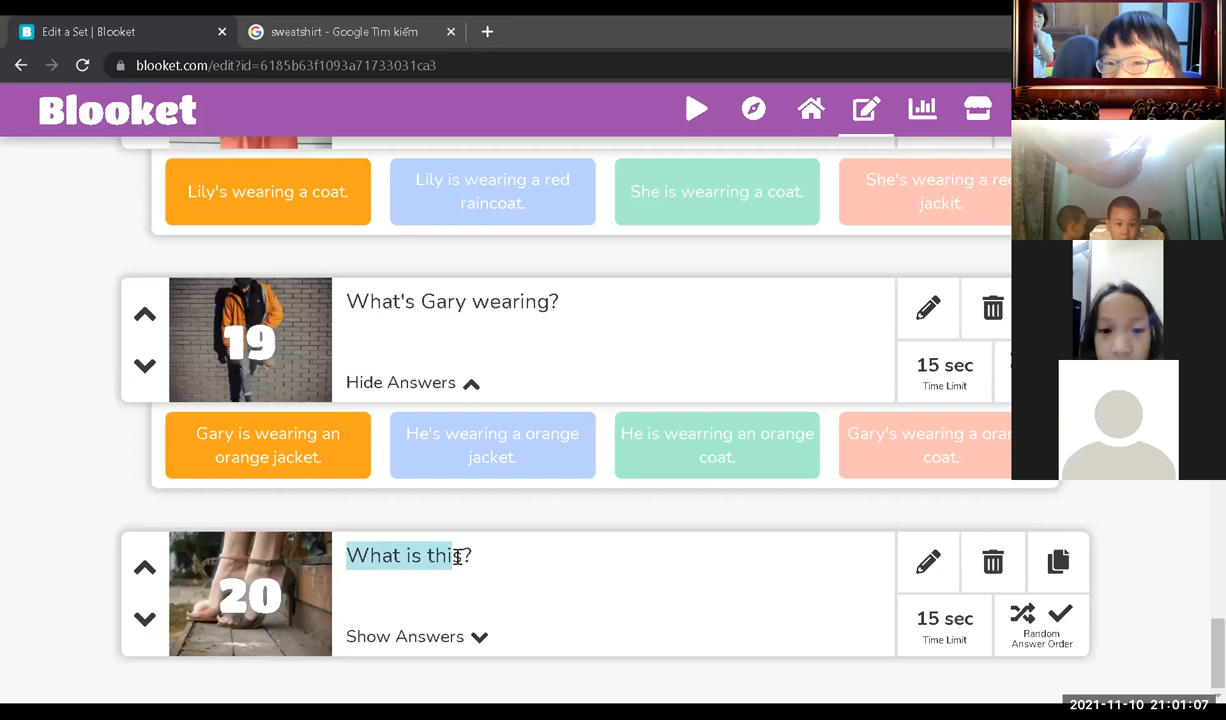 Edit a Set | Blooket
sweatshirt - Google Tìm kiếm
blooket.com/edit?id=6185b63f1093a71733031ca3
Blooket
Lily's wearing a coat.
Lily is wearing a red
raincoat.
She is wearring a coat.
She's wearing a red
jackit.
19
What's Gary wearing?
Hide Answers
15 sec
Time Limit
Gary is wearing an
orange jacket.
He's wearing a orange
jacket.
He is wearring an orange
coat.
Gary's wearing a
coat.
20
What is this?
Show Answers
15 sec
Time Limit
Random
Answer Order
2021-11-10 21:01:07